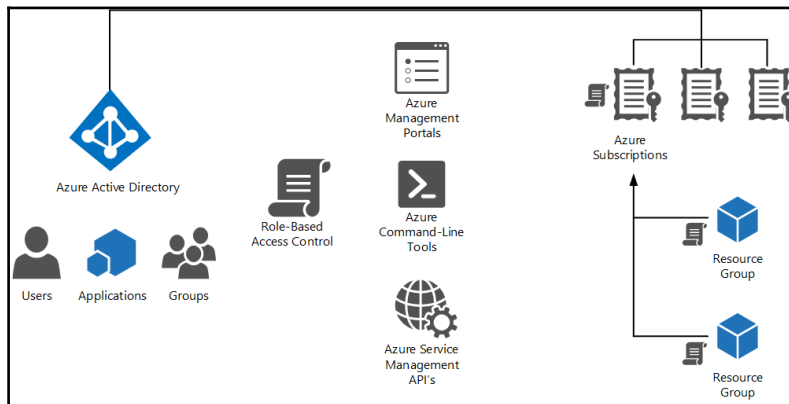 Azure
Management
Portals
Azure
Subscriptions
Azure Active Directory
Role-Based
Access Control
Azure
Command-Line
Tools
Resource
Group
Users
Applications
Groups
Azure Service
Management
API's
Resource
Group